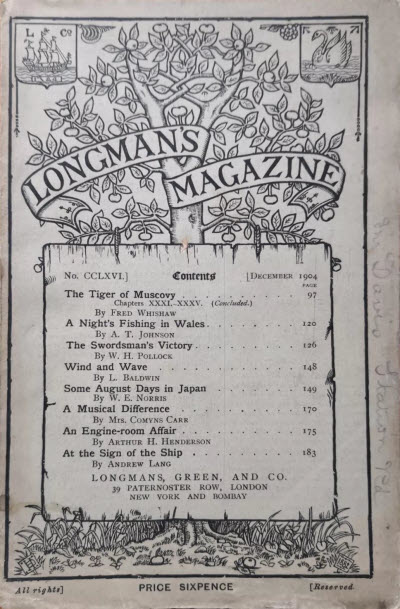 L Co
LONGMAN'S
MAGAZINE
No. CCLXVI.] Contents [DECEMBER 1904
PAGE
The Tiger of Muscovy . . . . . . . . 97
Chapters XXXI.-XXXV. (Concluded.)
By FRED WHISHAW
A Night's Fishing in Wales . . . . . . . 120
By A. T. JOHNSON
The Swordsman's Victory . . . . . . . 126
By W. H. POLLOCK
Wind and Wave . . . . . . . . 148
By L. BALDWIN
Some August Days in Japan . . . . . . 149
By W. E. NORRIS
A Musical Difference . . . . . . . 170
By MRS. COMYNS CARR
An Engine-room Affair . . . . . . . 175
By ARTHUR H. HENDERSON
At the Sign of the Ship . . . . . . . 183
By ANDREW LANG
LONGMANS, GREEN, AND CO.
39 PATERNOSTER ROW, LONDON
NEW YORK AND BOMBAY
All rights] PRICE SIXPENCE [Reserved.